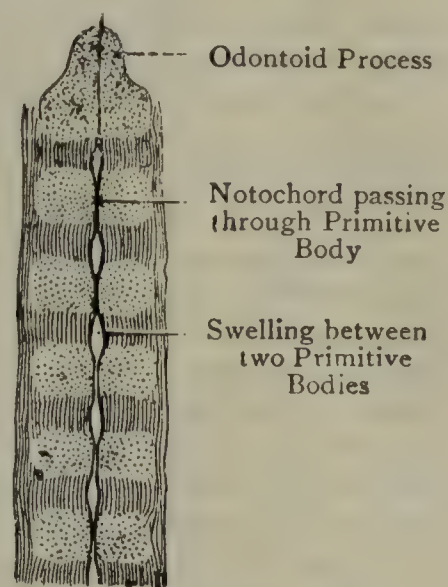 Odontoid Process
Notochord passing
through Primitive
Body
Swelling between
two Primitive
Bodies